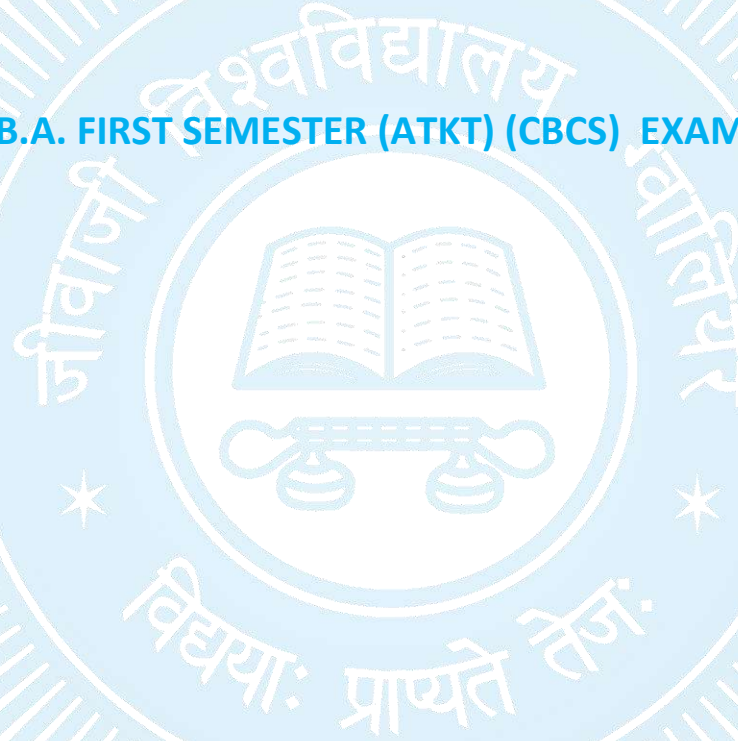 जीवाजी विश्वविद्यालय ग्वालियर
B.A. FIRST SEMESTER (ATKT) (CBCS) EXAM
विद्यया: प्राप्यते तेज: